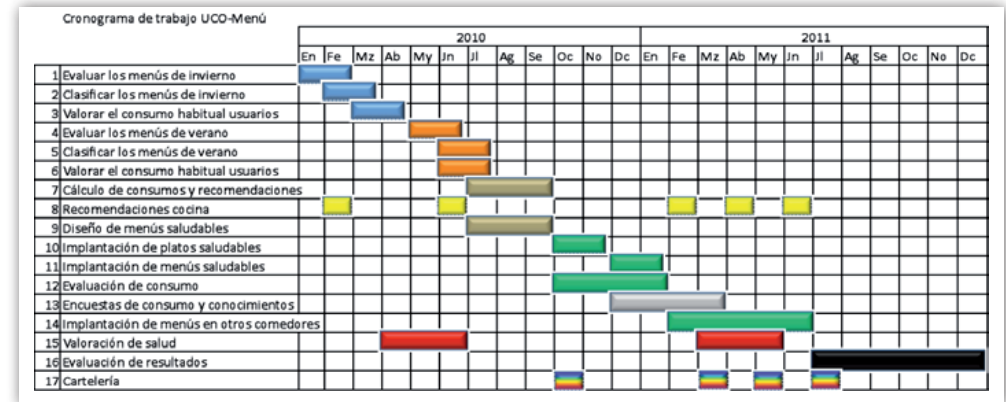 Cronograma de trabajo UCO-Menú
2010 2011
En Fe Mz Ab My Jn Jl Ag Se Oc No Dc En Fe Mz Ab My Jn Jl Ag Se Oc No Dc
1 Evaluar los menús de invierno
2 Clasificar los menús de invierno
3 Valorar el consumo habitual usuarios
4 Evaluar los menús de verano
5 Clasificar los menús de verano
6 Valorar el consumo habitual usuarios
7 Cálculo de consumos y recomendaciones
8 Recomendaciones cocina
9 Diseño de menús saludables
10 Implantación de platos saludables
11 Implantación de menús saludables
12 Evaluación de consumo
13 Encuestas de consumo y conocimientos
14 Implantación de menús en otros comedores
15 Valoración de salud
16 Evaluación de resultados
17 Cartelería